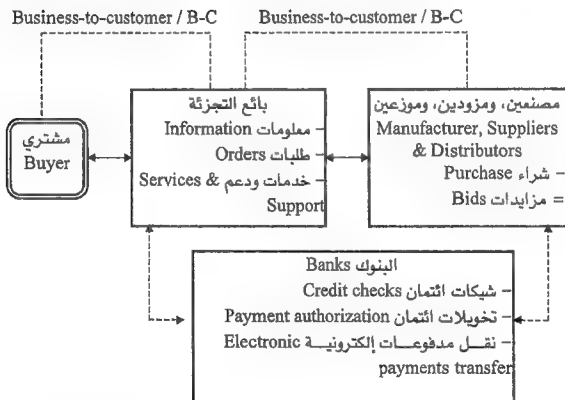 Business-to-customer / B-C
Business-to-customer / B-C
مشتري
Buyer
بائع التجزئة
– معلومات Information
– طلبات Orders
– خدمات ودعم Services &
Support
مصنعين، ومزودين، وموزعين
Manufacturer, Suppliers
& Distributors
– شراء Purchase
= مزايدات Bids
البنوك Banks
– شيكات ائتمان Credit checks
– تخويلات ائتمان Payment authorization
– نقل مدفوعات إلكترونية Electronic
payments transfer